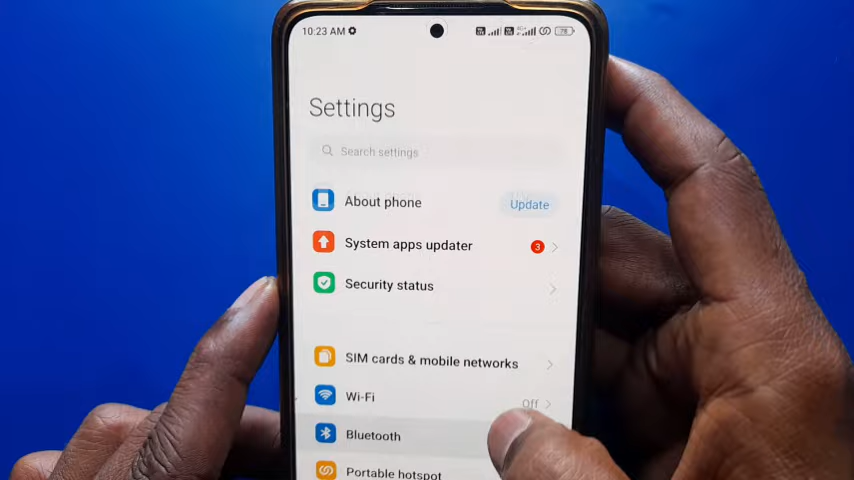 10:23 AM
Settings
Search settings
About phone
Update
System apps updater
3
Security status
SIM cards & mobile networks
Wi-Fi
Off
Bluetooth
Portable hotspot